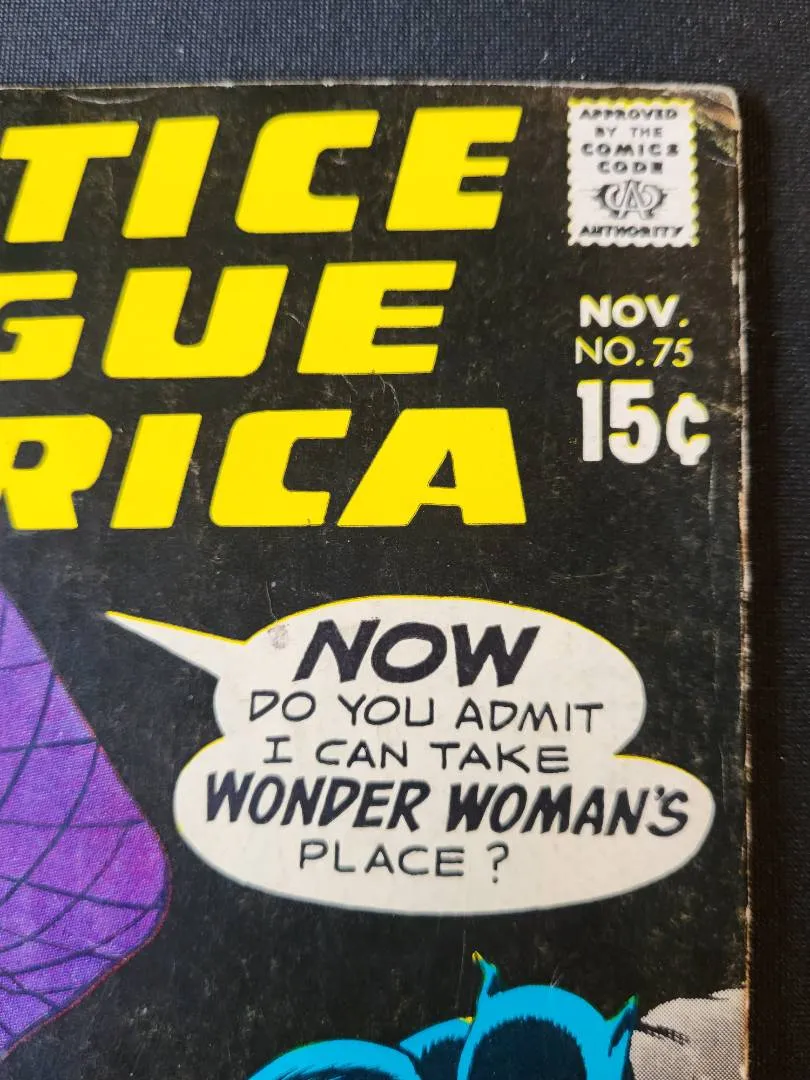 TICE
GUE
RICA
APPROVED
BY THE
COMICS
CODE
CA
AUTHORITY
NOV.
NO. 75
15¢
NOW
DO YOU ADMIT
I CAN TAKE
WONDER WOMAN'S
PLACE ?